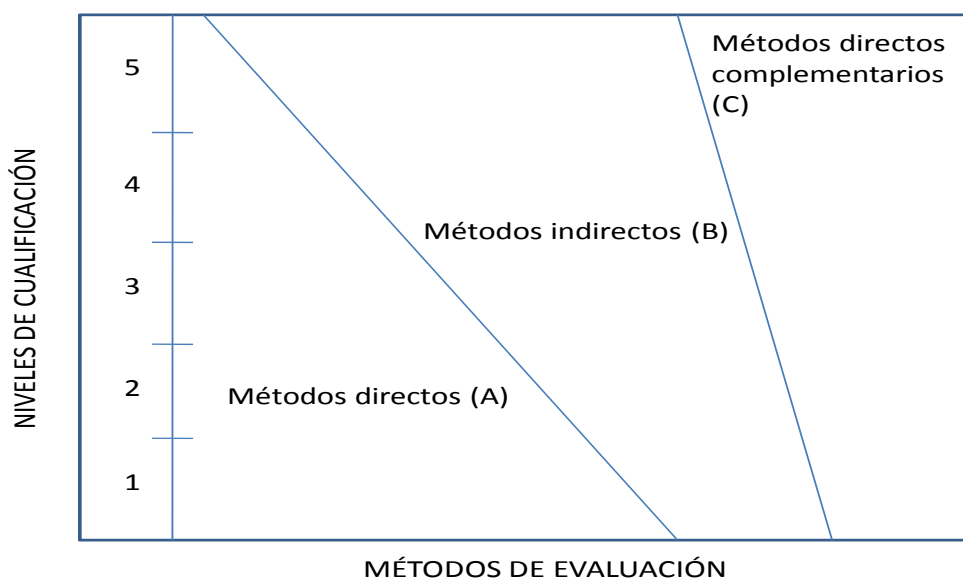 NIVELES DE CUALIFICACIÓN
5
4
3
2
1
Métodos directos
complementarios
(C)
Métodos indirectos (B)
Métodos directos (A)
MÉTODOS DE EVALUACIÓN